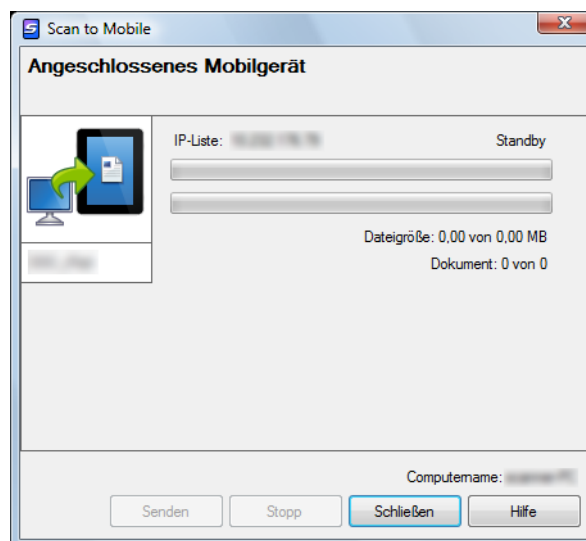 Scan to Mobile
Angeschlossenes Mobilgerät
IP-Liste:
Standby
Dateigröße: 0,00 von 0,00 MB
Dokument: 0 von 0
Computername:
Senden
Stopp
Schließen
Hilfe